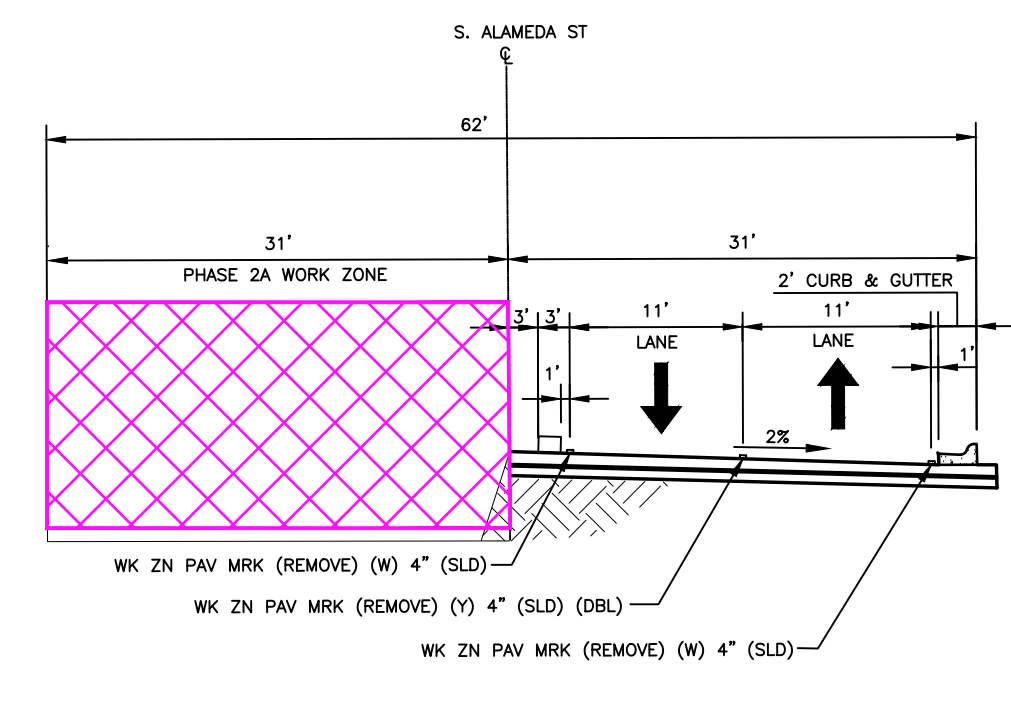 S. ALAMEDA ST
℄
62'
31'
31'
PHASE 2A WORK ZONE
2' CURB & GUTTER
3'
3'
11'
11'
LANE
LANE
1'
1'
2%
WK ZN PAV MRK (REMOVE) (W) 4" (SLD)
WK ZN PAV MRK (REMOVE) (Y) 4" (SLD) (DBL)
WK ZN PAV MRK (REMOVE) (W) 4" (SLD)